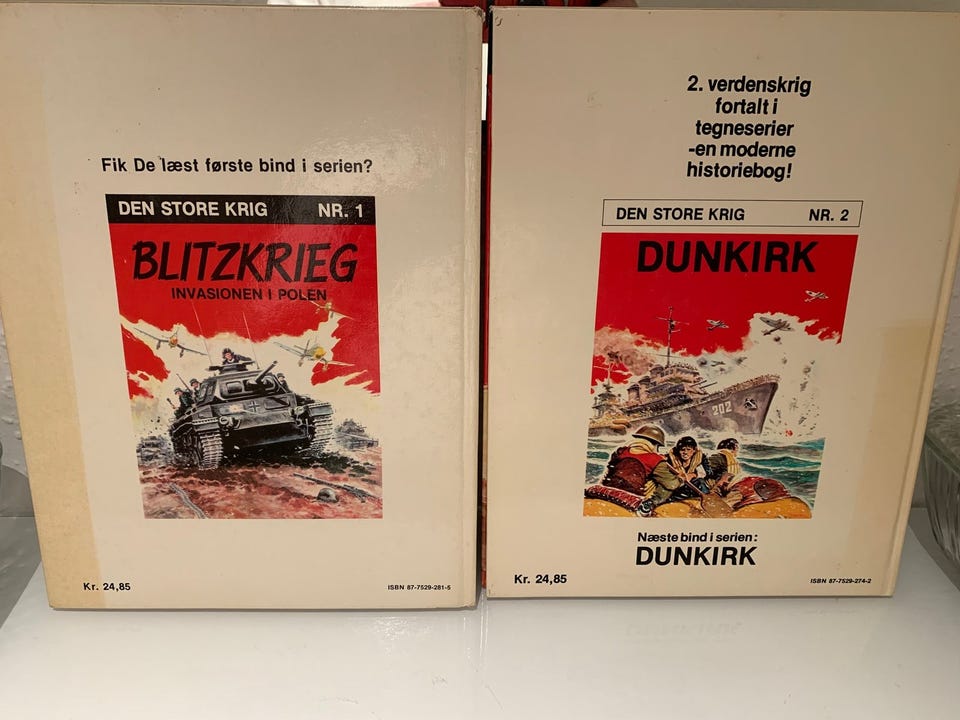 Fik De læst første bind i serien?
DEN STORE KRIG NR. 1
BLITZKRIEG
INVASIONEN I POLEN
Kr. 24,85
ISBN 87-7529-281-5
2. verdenskrig
fortalt i
tegneserier
-en moderne
historiebog!
DEN STORE KRIG NR. 2
DUNKIRK
202
Næste bind i serien:
DUNKIRK
Kr. 24,85
ISBN 87-7529-274-2